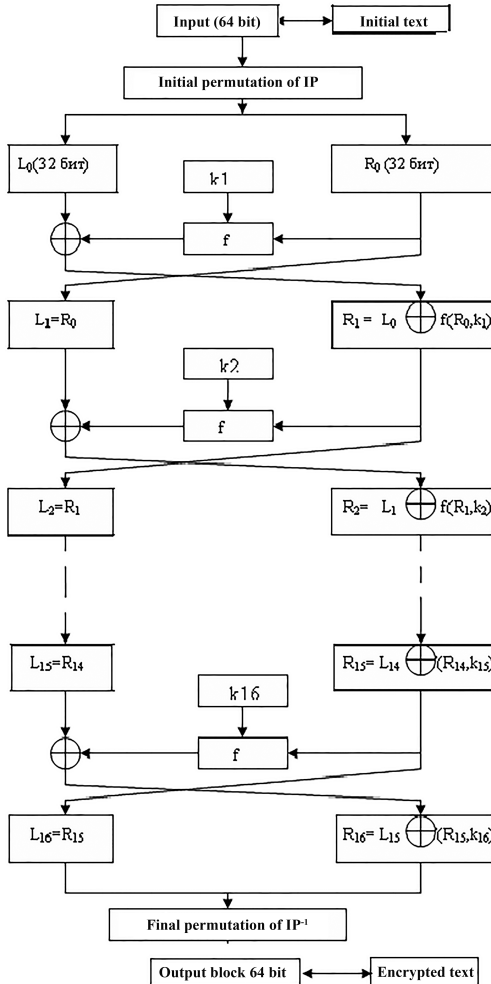 Input (64 bit)
Initial text
Initial permutation of IP
L₀(32 бит)
R₀ (32 бит)
k1
f
L₁=R₀
R₁ = L₀ ⊕ f(R₀,k₁)
k2
f
L₂=R₁
R₂= L₁ ⊕ f(R₁,k₂)
L₁₅=R₁₄
R₁₅= L₁₄ ⊕ (R₁₄,k₁₅)
k16
f
L₁₆=R₁₅
R₁₆= L₁₅ ⊕ (R₁₅,k₁₆)
Final permutation of IP⁻¹
Output block 64 bit
Encrypted text